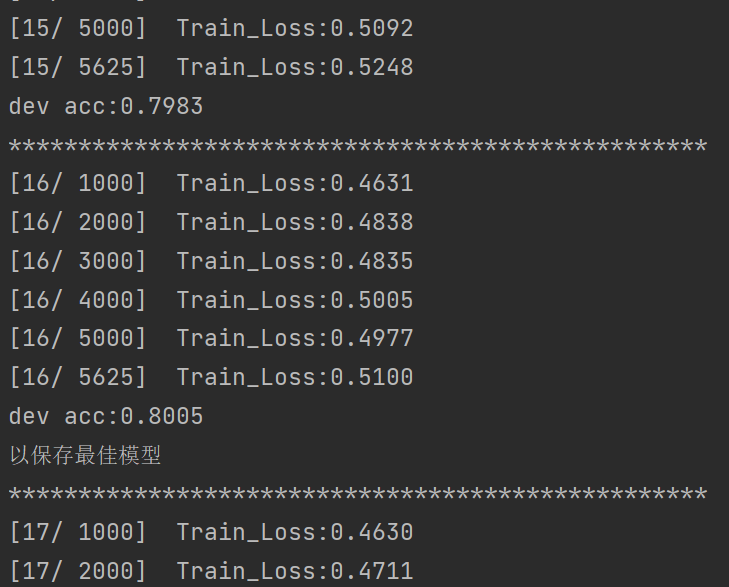 [15/ 5000]  Train_Loss:0.5092
[15/ 5625]  Train_Loss:0.5248
dev acc:0.7983
**************************************************
[16/ 1000]  Train_Loss:0.4631
[16/ 2000]  Train_Loss:0.4838
[16/ 3000]  Train_Loss:0.4835
[16/ 4000]  Train_Loss:0.5005
[16/ 5000]  Train_Loss:0.4977
[16/ 5625]  Train_Loss:0.5100
dev acc:0.8005
以保存最佳模型
**************************************************
[17/ 1000]  Train_Loss:0.4630
[17/ 2000]  Train_Loss:0.4711